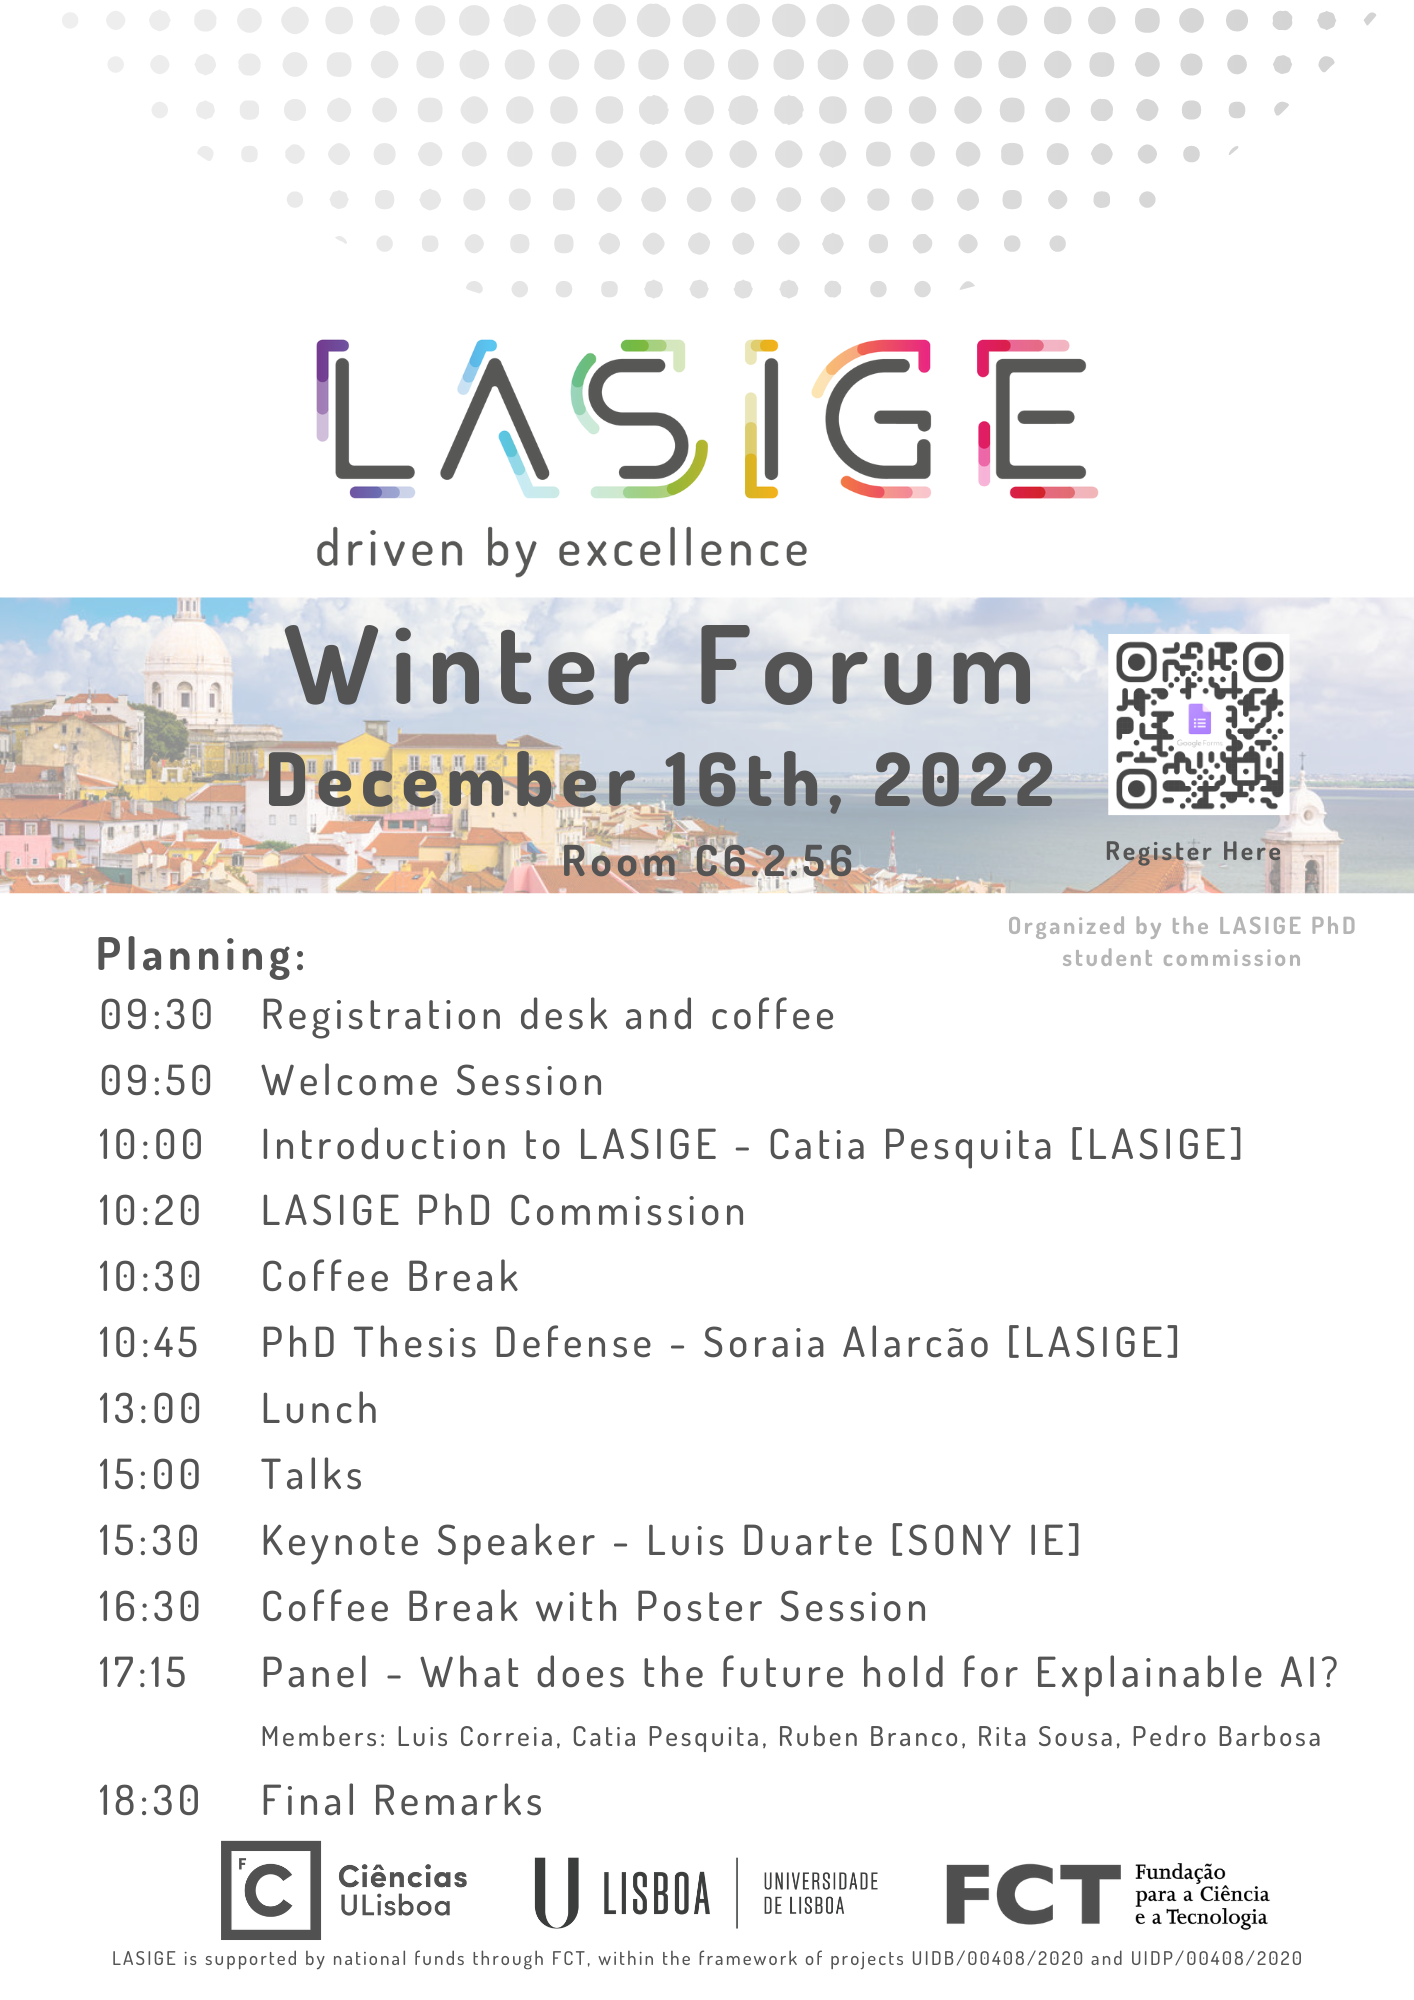 LASIGE
driven by excellence
Winter Forum
December 16th, 2022
Room C6.2.56
Google Forms
Register Here
Organized by the LASIGE PhD
student commission
Planning:
09:30 Registration desk and coffee
09:50 Welcome Session
10:00 Introduction to LASIGE - Catia Pesquita [LASIGE]
10:20 LASIGE PhD Commission
10:30 Coffee Break
10:45 PhD Thesis Defense - Soraia Alarcão [LASIGE]
13:00 Lunch
15:00 Talks
15:30 Keynote Speaker - Luis Duarte [SONY IE]
16:30 Coffee Break with Poster Session
17:15 Panel - What does the future hold for Explainable AI?
Members: Luis Correia, Catia Pesquita, Ruben Branco, Rita Sousa, Pedro Barbosa
18:30 Final Remarks
F C Ciências
ULisboa
U LISBOA
UNIVERSIDADE
DE LISBOA
FCT Fundação
para a Ciência
e a Tecnologia
LASIGE is supported by national funds through FCT, within the framework of projects UIDB/00408/2020 and UIDP/00408/2020